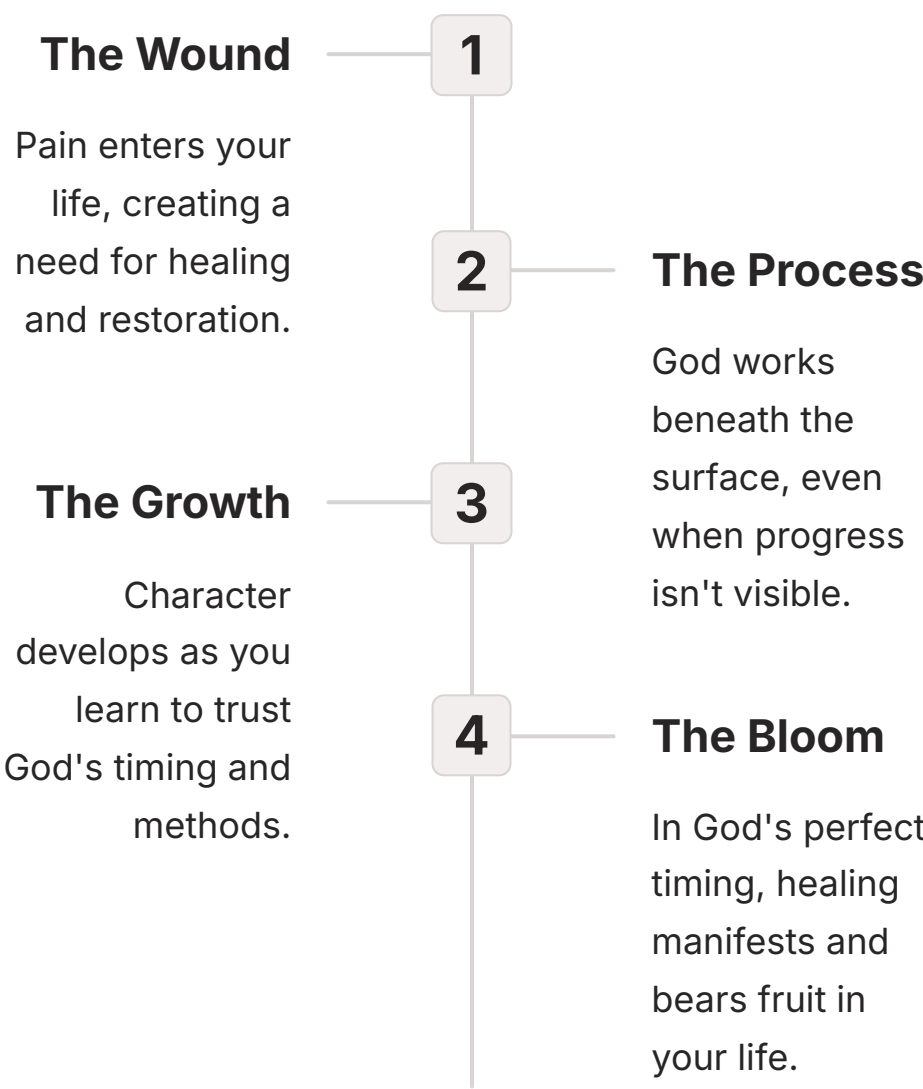 1
The Wound
Pain enters your
life, creating a
need for healing
and restoration.
2
The Process
God works
beneath the
surface, even
when progress
isn't visible.
3
The Growth
Character
develops as you
learn to trust
God's timing and
methods.
4
The Bloom
In God's perfect
timing, healing
manifests and
bears fruit in
your life.